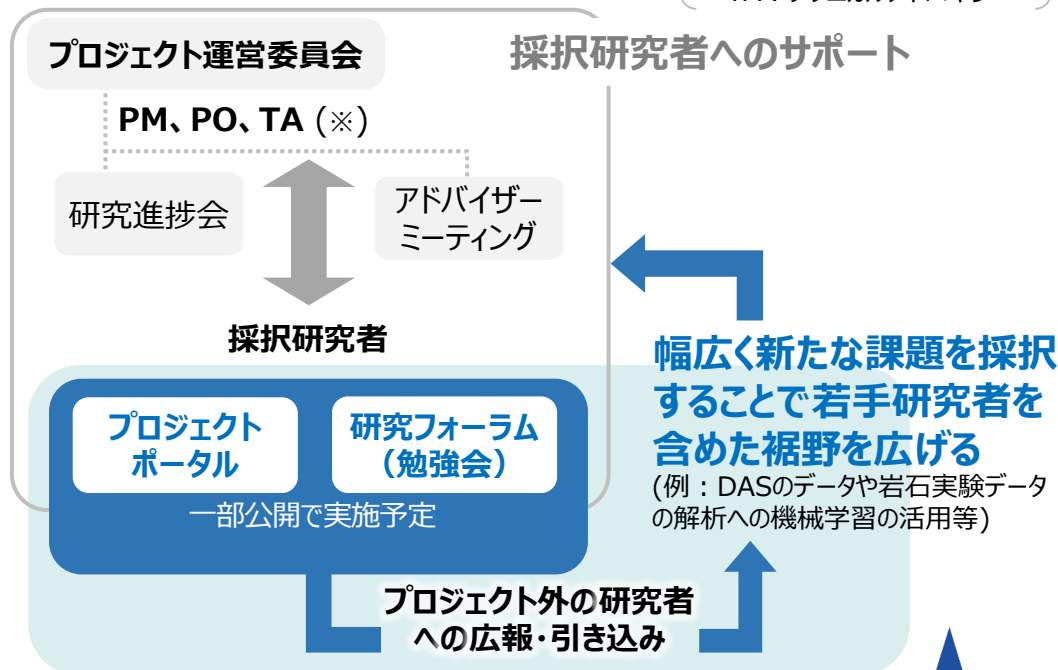 プロジェクト運営委員会
採択研究者へのサポート
PM、PO、TA (※)
研究進捗会
アドバイザー
ミーティング
採択研究者
プロジェクト
ポータル
研究フォーラム
（勉強会）
一部公開で実施予定
幅広く新たな課題を採択
することで若手研究者を
含めた裾野を広げる
(例：DASのデータや岩石実験データ
の解析への機械学習の活用等)
プロジェクト外の研究者
への広報・引き込み